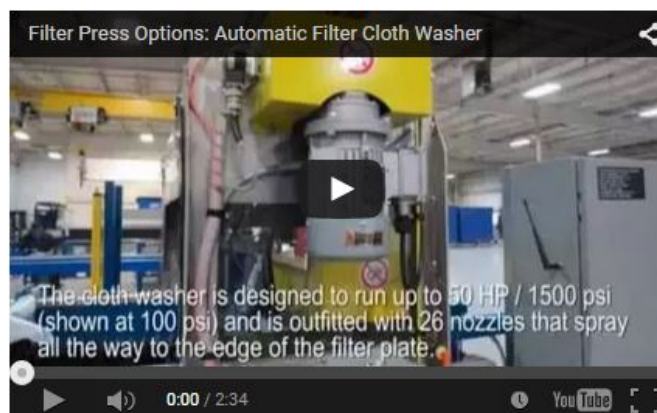 Filter Press Options: Automatic Filter Cloth Washer
The cloth washer is designed to run up to 50 HP / 1500 psi
(shown at 100 psi) and is outfitted with 26 nozzles that spray
all the way to the edge of the filter plate.
0:00 / 2:34
YouTube